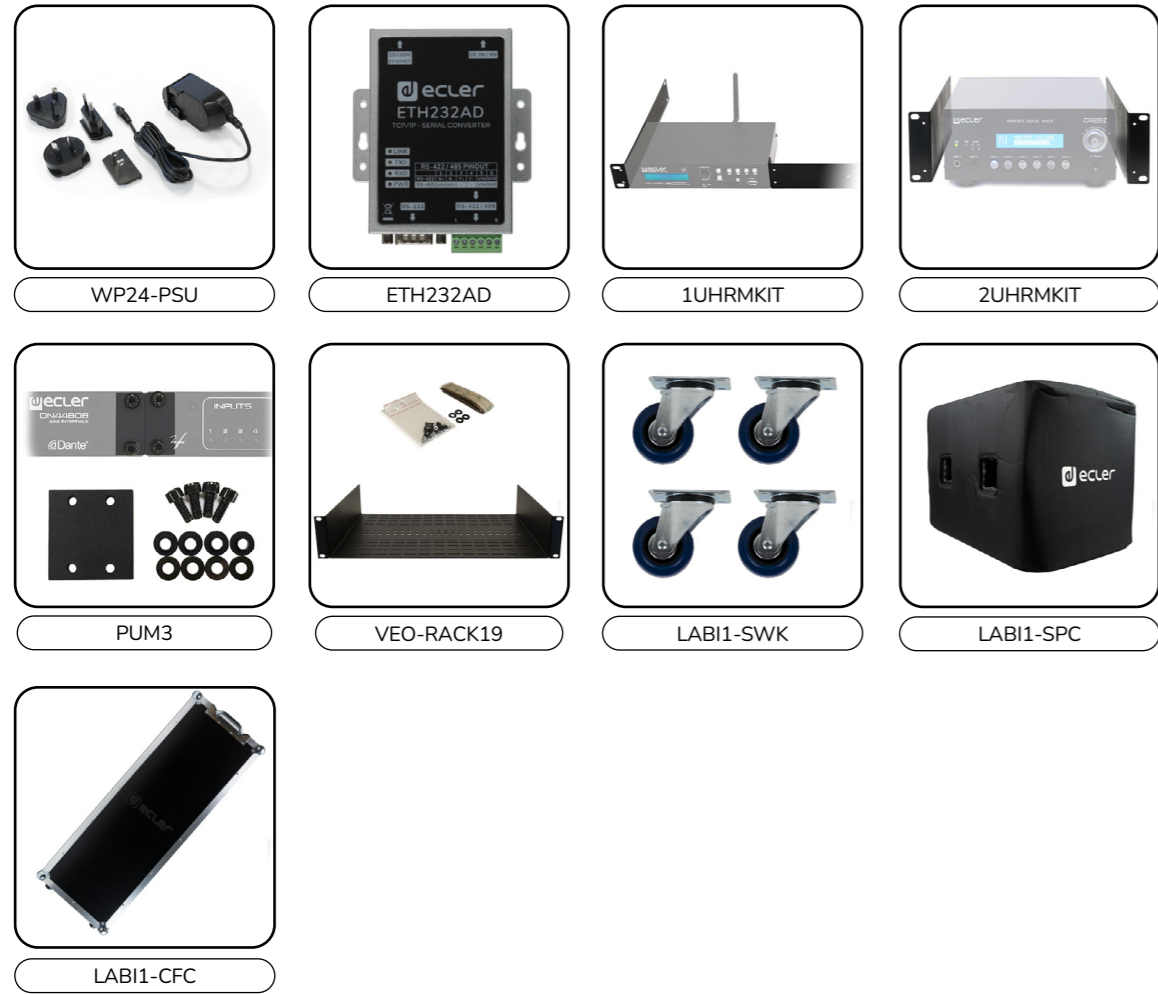 ecler
ETH232AD
TCP/IP - SERIAL CONVERTER
LINK
TXD
RXD
PWR
RS-422/485 PINOUT
RS-232
RS-422/485
ecler
ecler
WP24-PSU
ETH232AD
1UHRMKIT
2UHRMKIT
ecler
DN44BOB
Dante
INPUTS
1 2 3 4
ecler
PUM3
VEO-RACK19
LABI1-SWK
LABI1-SPC
ecler
LABI1-CFC